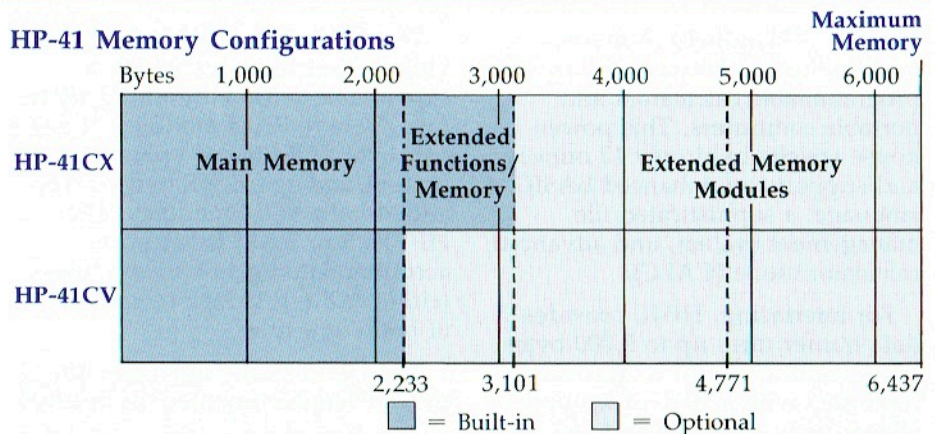 Maximum
HP-41 Memory Configurations Memory
Bytes 1,000 2,000 3,000 4,000 5,000 6,000
HP-41CX
Main Memory
Extended
Functions/
Memory
Extended Memory
Modules
HP-41CV
2,233 3,101 4,771 6,437
= Built-in = Optional